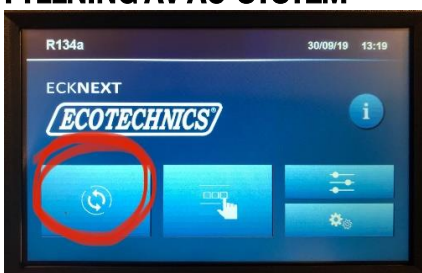 FYLLNING AV AC-SYSTEM
R134a 30/09/19 13:19
ECKNEXT
ECOTECHNICS®
i